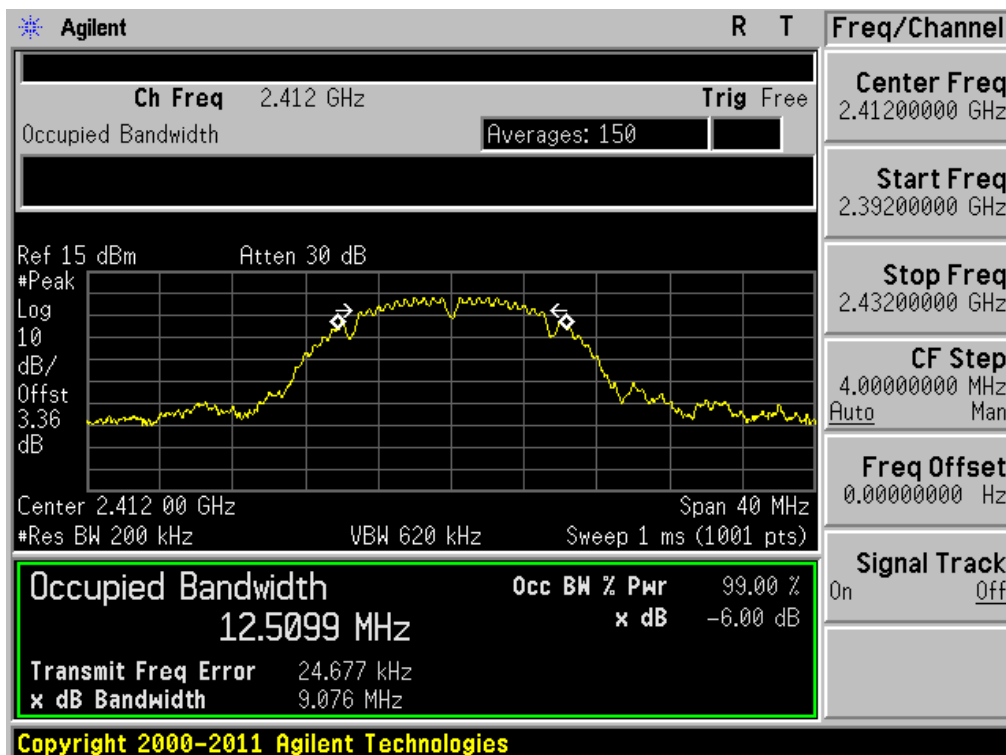 Agilent R T
Freq/Channel
Ch Freq 2.412 GHz Trig Free
Occupied Bandwidth Averages: 150
Ref 15 dBm Atten 30 dB
#Peak
Log
10
dB/
Offst
3.36
dB
Center 2.412 00 GHz Span 40 MHz
#Res BW 200 kHz VBW 620 kHz Sweep 1 ms (1001 pts)
Occupied Bandwidth
12.5099 MHz
Occ BW % Pwr 99.00 %
x dB -6.00 dB
Transmit Freq Error 24.677 kHz
x dB Bandwidth 9.076 MHz
Center Freq
2.41200000 GHz
Start Freq
2.39200000 GHz
Stop Freq
2.43200000 GHz
CF Step
4.00000000 MHz
Auto Man
Freq Offset
0.00000000 Hz
Signal Track
On Off
Copyright 2000-2011 Agilent Technologies